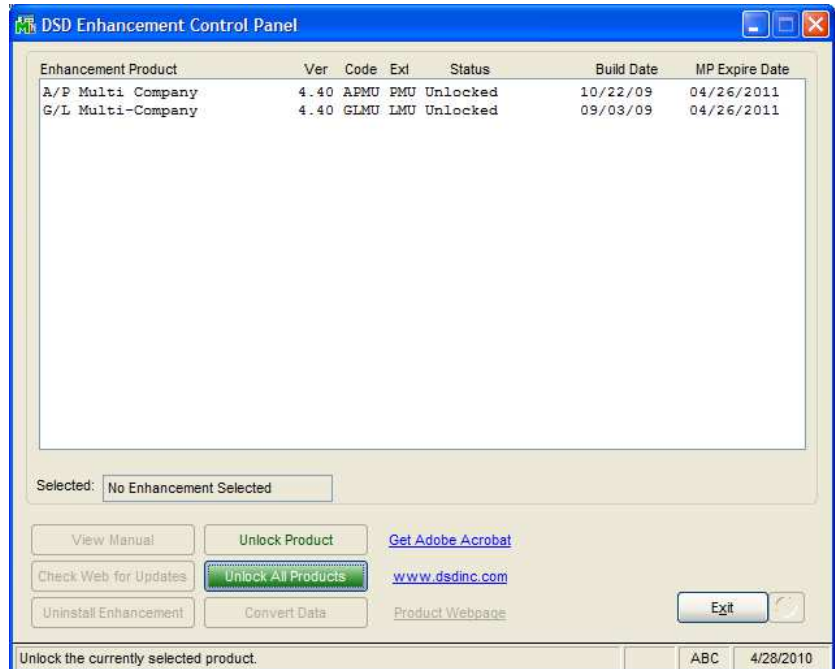 DSD Enhancement Control Panel
Enhancement Product Ver Code Ext Status Build Date MP Expire Date
A/P Multi Company 4.40 APMU PMU Unlocked 10/22/09 04/26/2011
G/L Multi-Company 4.40 GLMU LMU Unlocked 09/03/09 04/26/2011
Selected: No Enhancement Selected
View Manual Unlock Product Get Adobe Acrobat
Check Web for Updates Unlock All Products www.dsdinc.com
Uninstall Enhancement Convert Data Product Webpage Exit
Unlock the currently selected product. ABC 4/28/2010